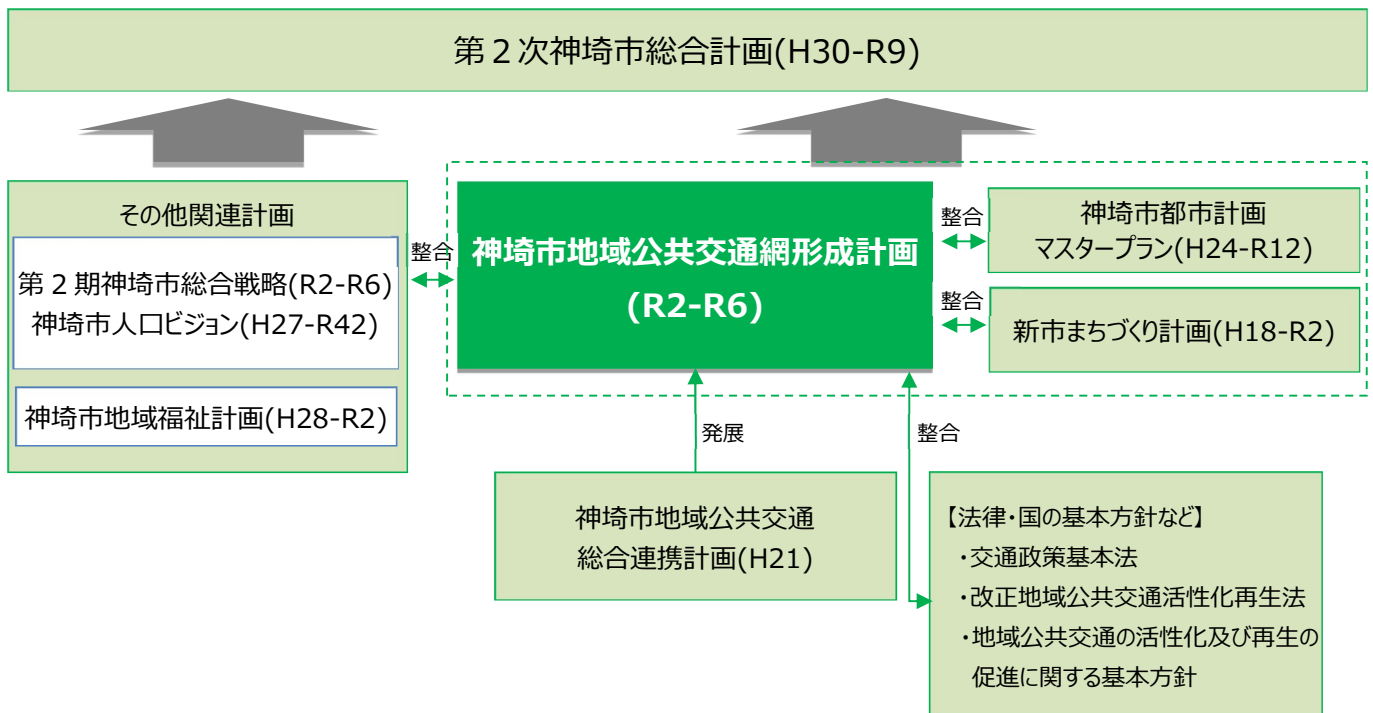 第２次神埼市総合計画(H30-R9)
その他関連計画
第２期神埼市総合戦略(R2-R6)
神埼市人口ビジョン(H27-R42)
神埼市地域福祉計画(H28-R2)
整合
神埼市地域公共交通網形成計画
(R2-R6)
整合
神埼市都市計画
マスタープラン(H24-R12)
整合
新市まちづくり計画(H18-R2)
発展
整合
神埼市地域公共交通
総合連携計画(H21)
【法律・国の基本方針など】
・交通政策基本法
・改正地域公共交通活性化再生法
・地域公共交通の活性化及び再生の
促進に関する基本方針